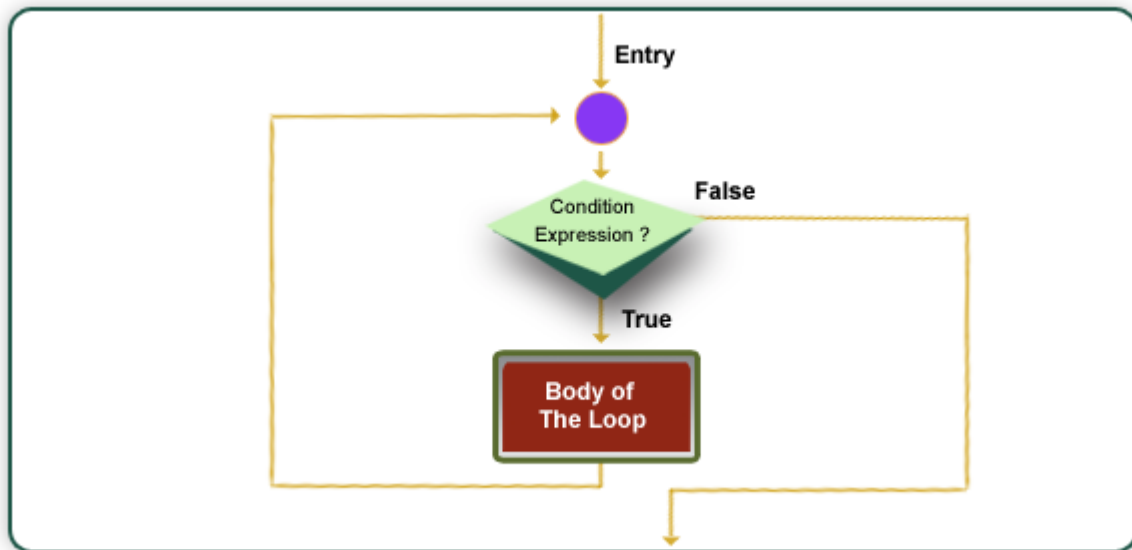 Entry
False
Condition
Expression ?
True
Body of
The Loop